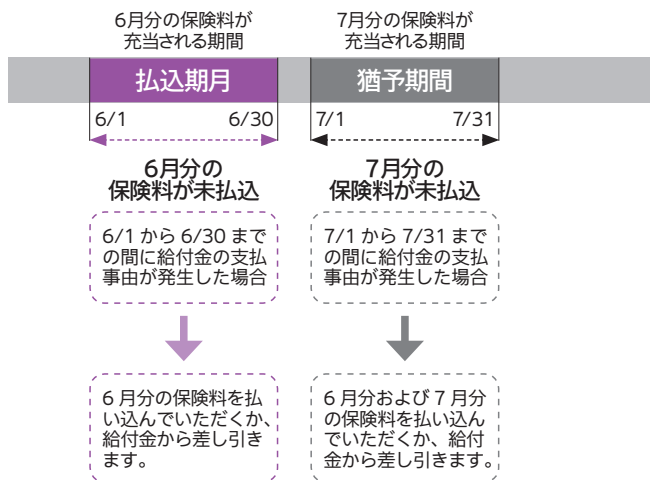 6月分の保険料が
充当される期間
7月分の保険料が
充当される期間
払込期月
猶予期間
6/1
6/30
7/1
7/31
6月分の
保険料が未払込
7月分の
保険料が未払込
6/1 から 6/30 まで
の間に給付金の支払
事由が発生した場合
7/1 から 7/31 まで
の間に給付金の支払
事由が発生した場合
6 月分の保険料を払
い込んでいただくか、
給付金から差し引き
ます。
6 月分および 7 月分
の保険料を払い込ん
でいただくか、給付
金から差し引きます。